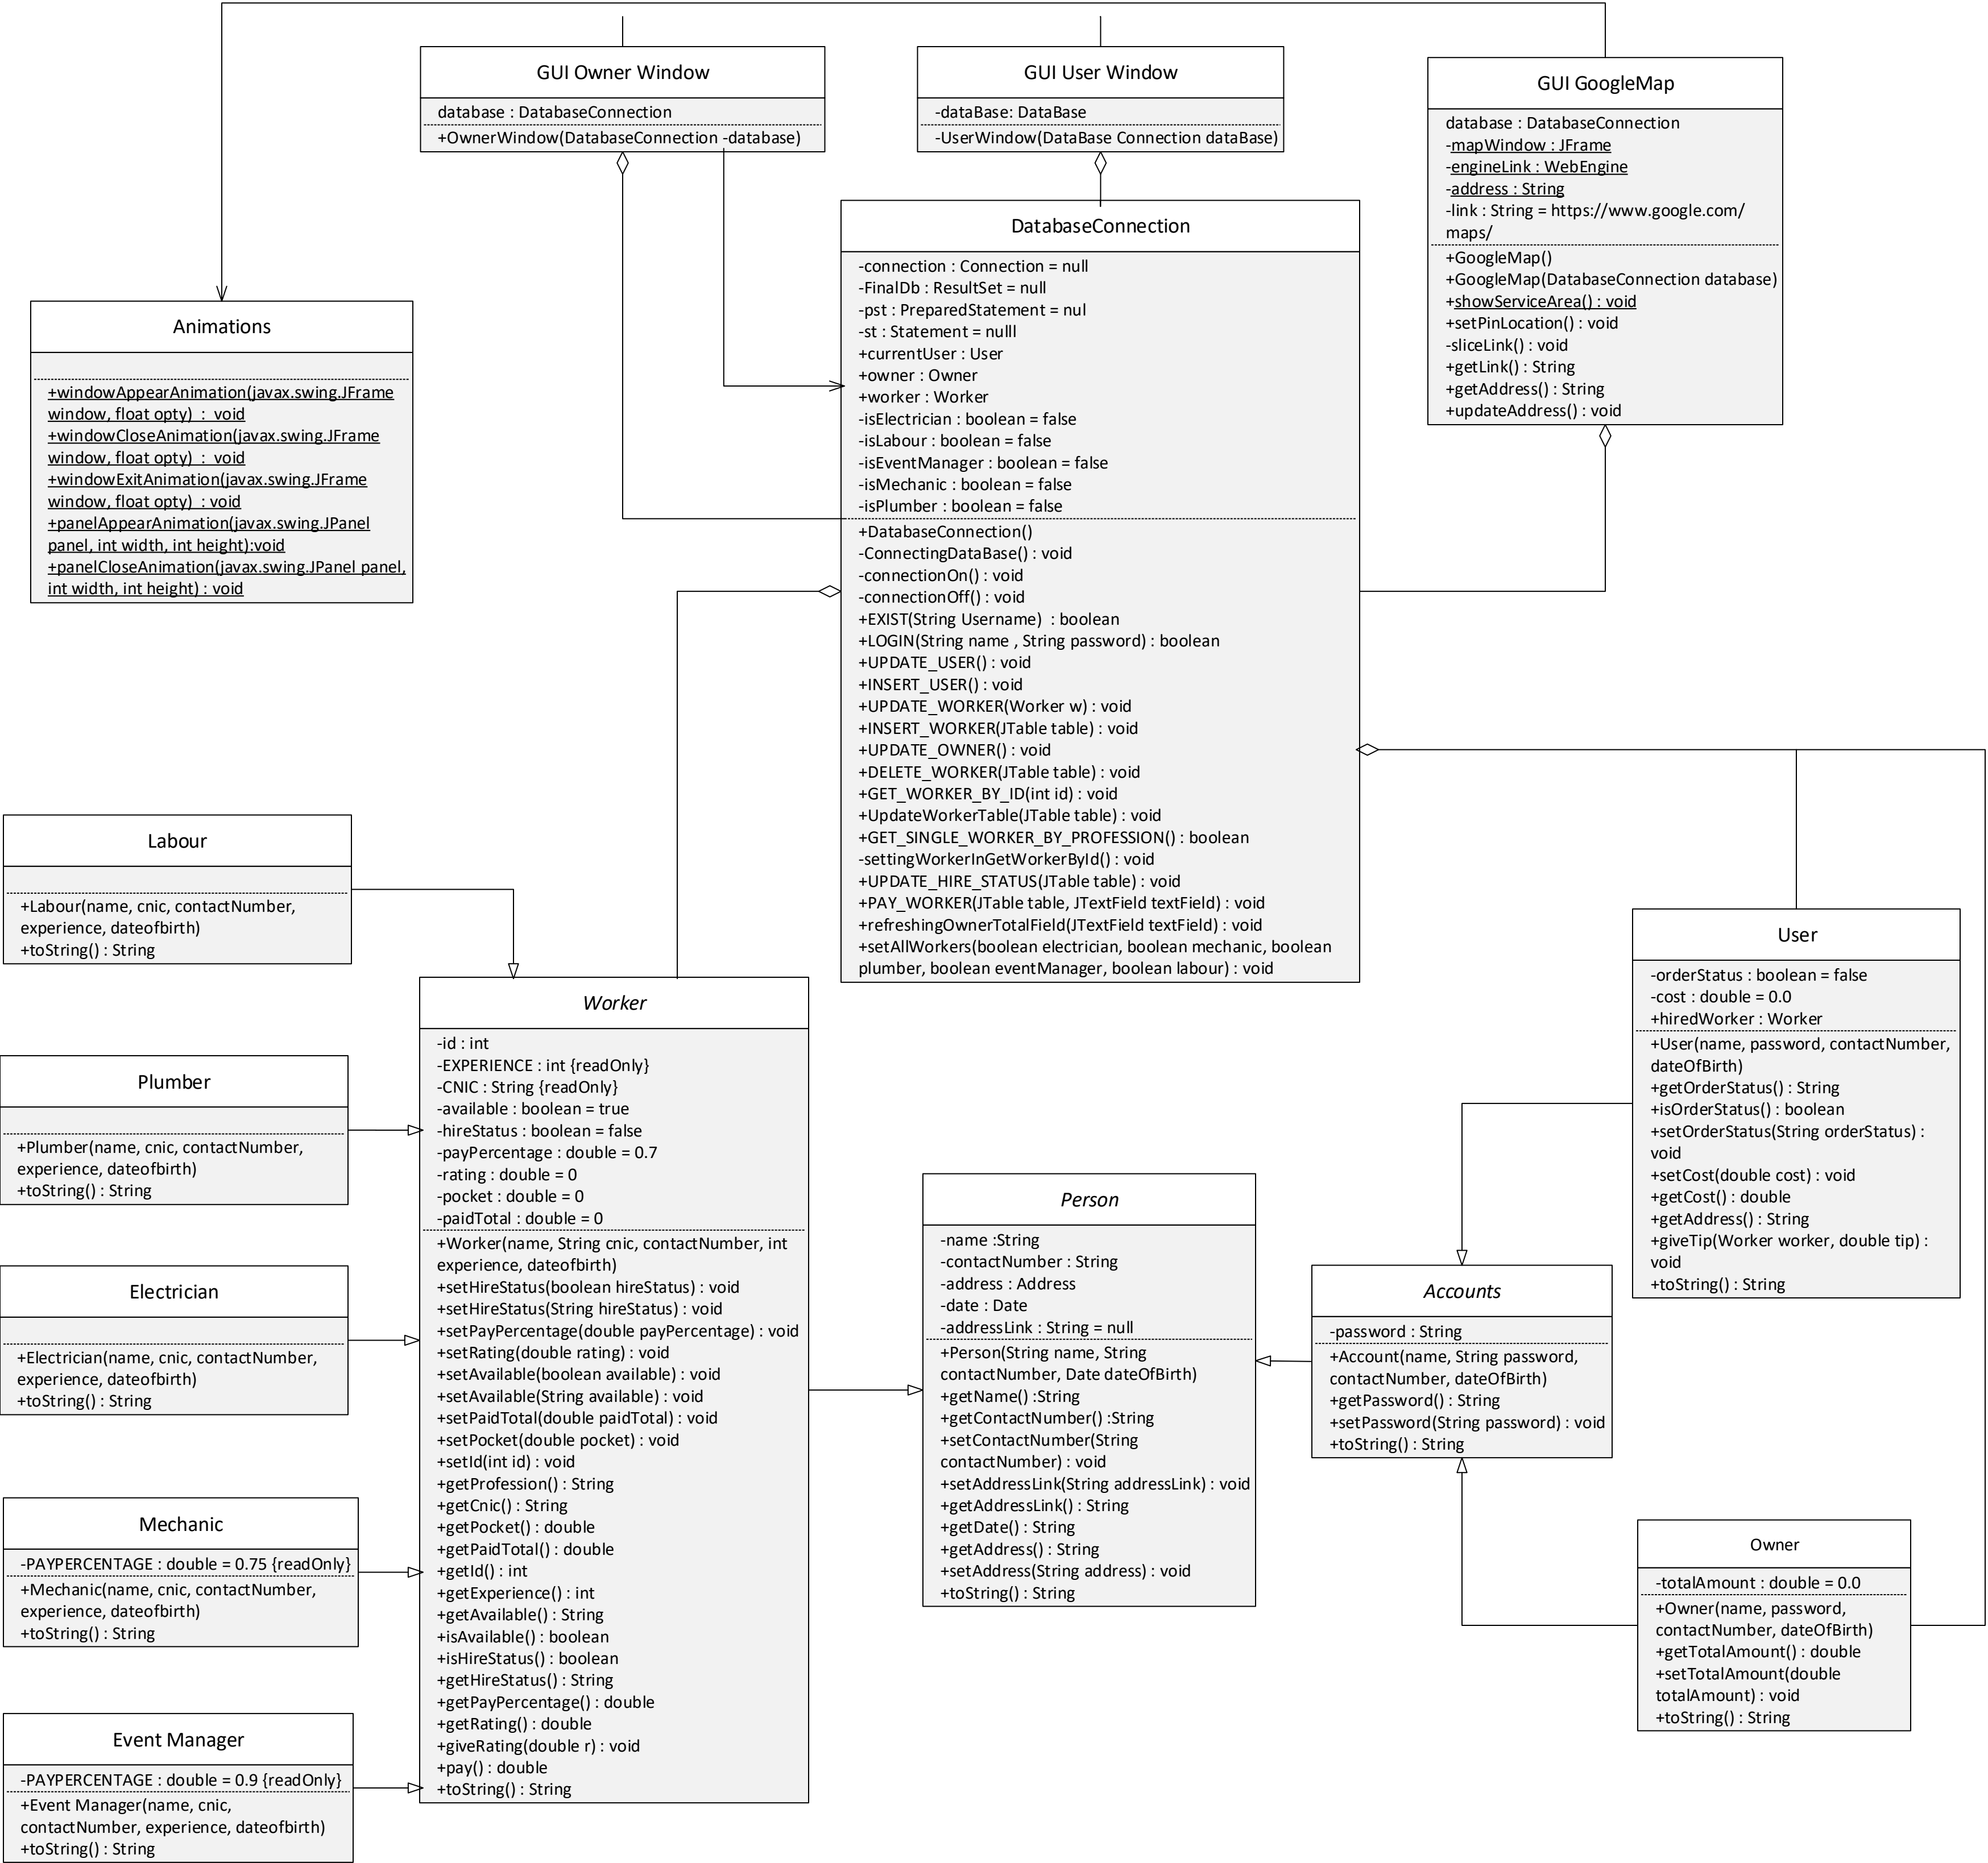 GUI Owner Window
database : DatabaseConnection
+OwnerWindow(DatabaseConnection -database)
GUI User Window
-dataBase: DataBase
-UserWindow(DataBase Connection dataBase)
GUI GoogleMap
database : DatabaseConnection
-mapWindow : JFrame
-engineLink : WebEngine
-address : String
-link : String = https://www.google.com/
maps/
+GoogleMap()
+GoogleMap(DatabaseConnection database)
+showServiceArea() : void
+setPinLocation() : void
-sliceLink() : void
+getLink() : String
+getAddress() : String
+updateAddress() : void
DatabaseConnection
-connection : Connection = null
-FinalDb : ResultSet = null
-pst : PreparedStatement = nul
-st : Statement = nulll
+currentUser : User
+owner : Owner
+worker : Worker
-isElectrician : boolean = false
-isLabour : boolean = false
-isEventManager : boolean = false
-isMechanic : boolean = false
-isPlumber : boolean = false
+DatabaseConnection()
-ConnectingDataBase() : void
-connectionOn() : void
-connectionOff() : void
+EXIST(String Username)  : boolean
+LOGIN(String name , String password) : boolean
+UPDATE_USER() : void
+INSERT_USER() : void
+UPDATE_WORKER(Worker w) : void
+INSERT_WORKER(JTable table) : void
+UPDATE_OWNER() : void
+DELETE_WORKER(JTable table) : void
+GET_WORKER_BY_ID(int id) : void
+UpdateWorkerTable(JTable table) : void
+GET_SINGLE_WORKER_BY_PROFESSION() : boolean
-settingWorkerInGetWorkerById() : void
+UPDATE_HIRE_STATUS(JTable table) : void
+PAY_WORKER(JTable table, JTextField textField) : void
+refreshingOwnerTotalField(JTextField textField) : void
+setAllWorkers(boolean electrician, boolean mechanic, boolean
plumber, boolean eventManager, boolean labour) : void
Animations
+windowAppearAnimation(javax.swing.JFrame
window, float opty)  :  void
+windowCloseAnimation(javax.swing.JFrame
window, float opty)  :  void
+windowExitAnimation(javax.swing.JFrame
window, float opty)  : void
+panelAppearAnimation(javax.swing.JPanel
panel, int width, int height):void
+panelCloseAnimation(javax.swing.JPanel panel,
int width, int height) : void
Labour
+Labour(name, cnic, contactNumber,
experience, dateofbirth)
+toString() : String
Plumber
+Plumber(name, cnic, contactNumber,
experience, dateofbirth)
+toString() : String
Electrician
+Electrician(name, cnic, contactNumber,
experience, dateofbirth)
+toString() : String
Mechanic
-PAYPERCENTAGE : double = 0.75 {readOnly}
+Mechanic(name, cnic, contactNumber,
experience, dateofbirth)
+toString() : String
Event Manager
-PAYPERCENTAGE : double = 0.9 {readOnly}
+Event Manager(name, cnic,
contactNumber, experience, dateofbirth)
+toString() : String
Worker
-id : int
-EXPERIENCE : int {readOnly}
-CNIC : String {readOnly}
-available : boolean = true
-hireStatus : boolean = false
-payPercentage : double = 0.7
-rating : double = 0
-pocket : double = 0
-paidTotal : double = 0
+Worker(name, String cnic, contactNumber, int
experience, dateofbirth)
+setHireStatus(boolean hireStatus) : void
+setHireStatus(String hireStatus) : void
+setPayPercentage(double payPercentage) : void
+setRating(double rating) : void
+setAvailable(boolean available) : void
+setAvailable(String available) : void
+setPaidTotal(double paidTotal) : void
+setPocket(double pocket) : void
+setId(int id) : void
+getProfession() : String
+getCnic() : String
+getPocket() : double
+getPaidTotal() : double
+getId() : int
+getExperience() : int
+getAvailable() : String
+isAvailable() : boolean
+isHireStatus() : boolean
+getHireStatus() : String
+getPayPercentage() : double
+getRating() : double
+giveRating(double r) : void
+pay() : double
+toString() : String
Person
-name :String
-contactNumber : String
-address : Address
-date : Date
-addressLink : String = null
+Person(String name, String
contactNumber, Date dateOfBirth)
+getName() :String
+getContactNumber() :String
+setContactNumber(String
contactNumber) : void
+setAddressLink(String addressLink) : void
+getAddressLink() : String
+getDate() : String
+getAddress() : String
+setAddress(String address) : void
+toString() : String
Accounts
-password : String
+Account(name, String password,
contactNumber, dateOfBirth)
+getPassword() : String
+setPassword(String password) : void
+toString() : String
User
-orderStatus : boolean = false
-cost : double = 0.0
+hiredWorker : Worker
+User(name, password, contactNumber,
dateOfBirth)
+getOrderStatus() : String
+isOrderStatus() : boolean
+setOrderStatus(String orderStatus) :
void
+setCost(double cost) : void
+getCost() : double
+getAddress() : String
+giveTip(Worker worker, double tip) :
void
+toString() : String
Owner
-totalAmount : double = 0.0
+Owner(name, password,
contactNumber, dateOfBirth)
+getTotalAmount() : double
+setTotalAmount(double
totalAmount) : void
+toString() : String